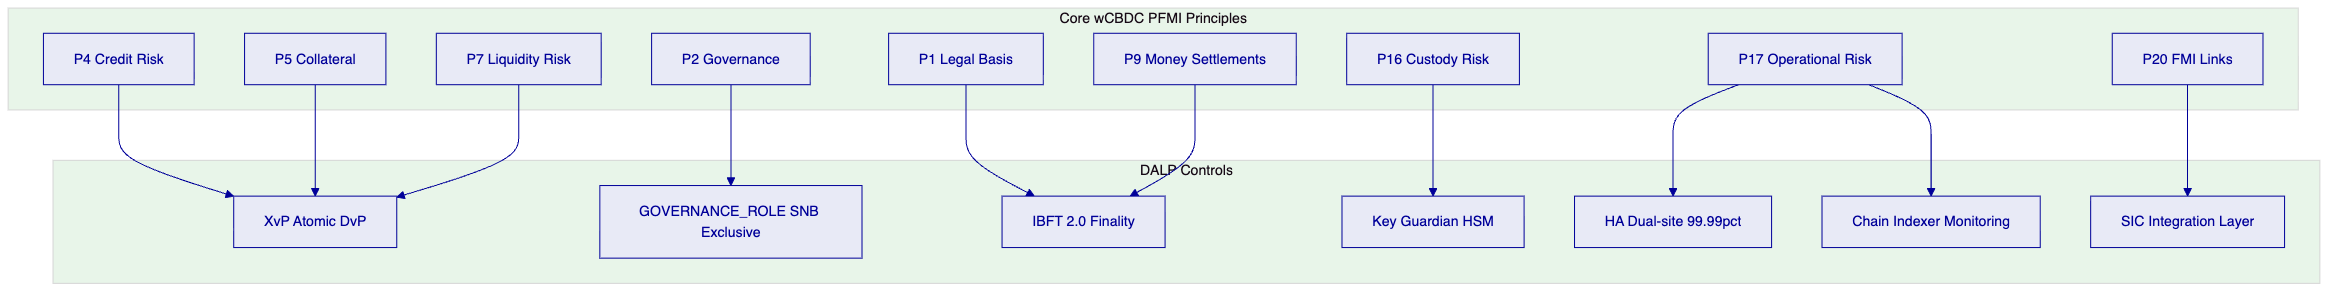 Core wCBDC PFMI Principles
P4 Credit Risk
P5 Collateral
P7 Liquidity Risk
P2 Governance
P1 Legal Basis
P9 Money Settlements
P16 Custody Risk
P17 Operational Risk
P20 FMI Links
DALP Controls
XvP Atomic DvP
GOVERNANCE_ROLE SNB
Exclusive
IBFT 2.0 Finality
Key Guardian HSM
HA Dual-site 99.99pct
Chain Indexer Monitoring
SIC Integration Layer